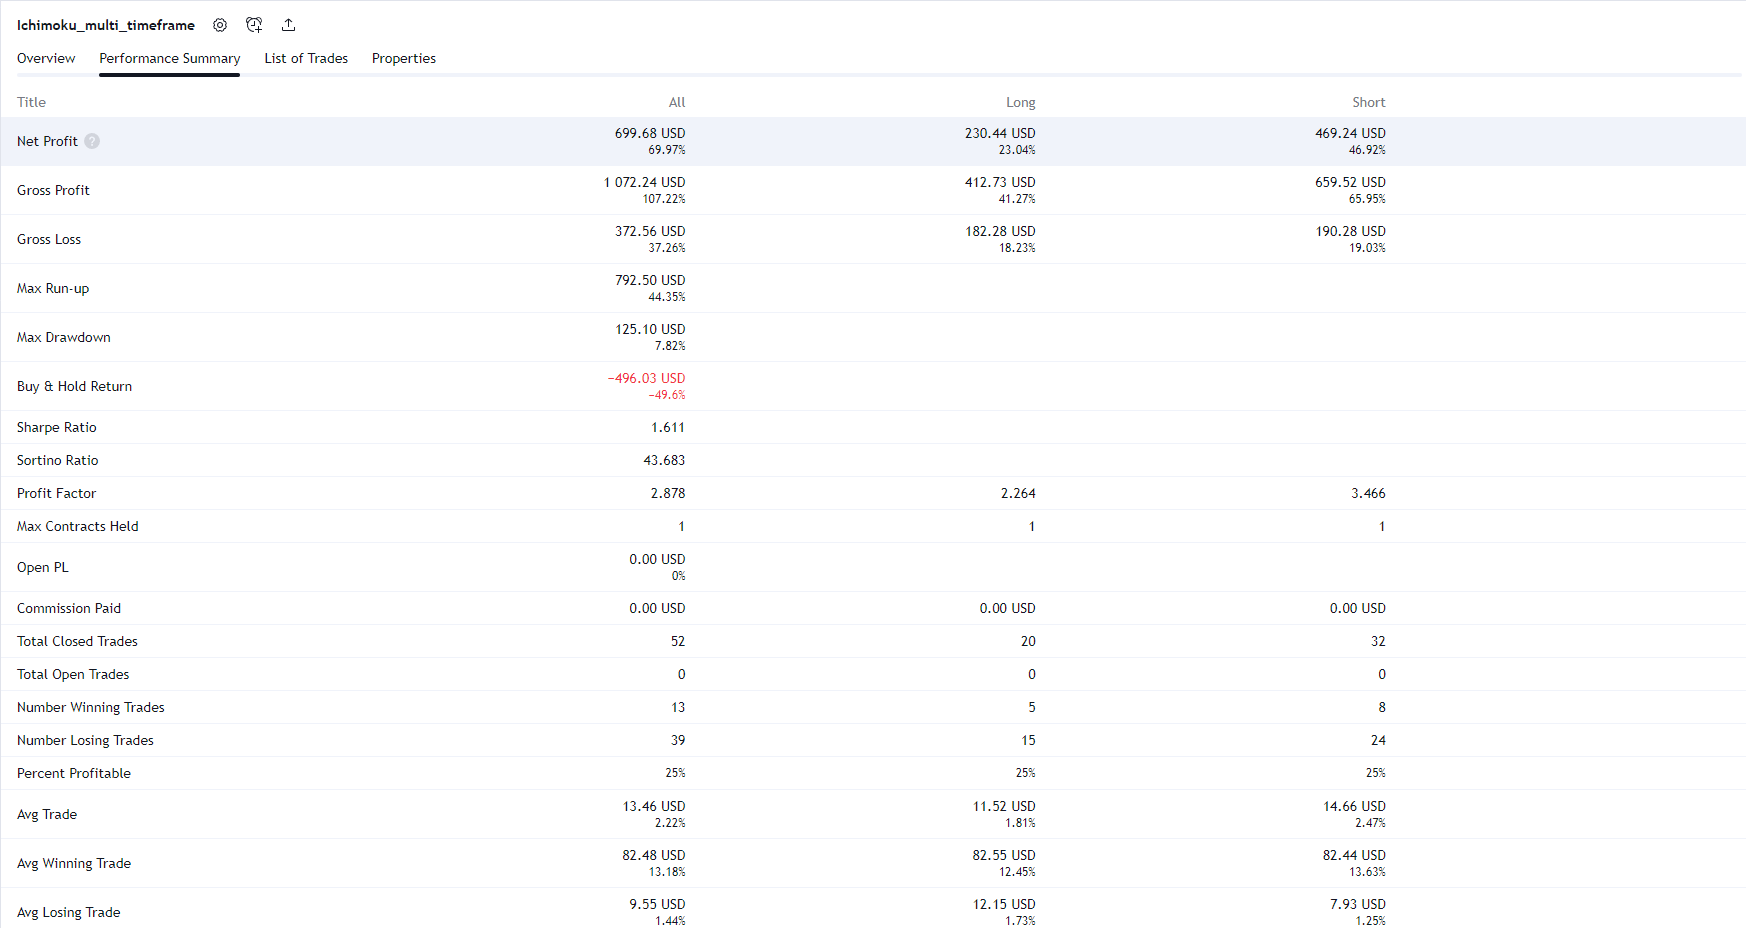 Ichimoku_multi_timeframe
Overview Performance Summary List of Trades Properties
Title All Long Short
Net Profit ? 699.68 USD 230.44 USD 469.24 USD
69.97% 23.04% 46.92%
Gross Profit 1 072.24 USD 412.73 USD 659.52 USD
107.22% 41.27% 65.95%
Gross Loss 372.56 USD 182.28 USD 190.28 USD
37.26% 18.23% 19.03%
Max Run-up 792.50 USD
44.35%
Max Drawdown 125.10 USD
7.82%
Buy & Hold Return −496.03 USD
−49.6%
Sharpe Ratio 1.611
Sortino Ratio 43.683
Profit Factor 2.878 2.264 3.466
Max Contracts Held 1 1 1
Open PL 0.00 USD
0%
Commission Paid 0.00 USD 0.00 USD 0.00 USD
Total Closed Trades 52 20 32
Total Open Trades 0 0 0
Number Winning Trades 13 5 8
Number Losing Trades 39 15 24
Percent Profitable 25% 25% 25%
Avg Trade 13.46 USD 11.52 USD 14.66 USD
2.22% 1.81% 2.47%
Avg Winning Trade 82.48 USD 82.55 USD 82.44 USD
13.18% 12.45% 13.63%
Avg Losing Trade 9.55 USD 12.15 USD 7.93 USD
1.44% 1.73% 1.25%